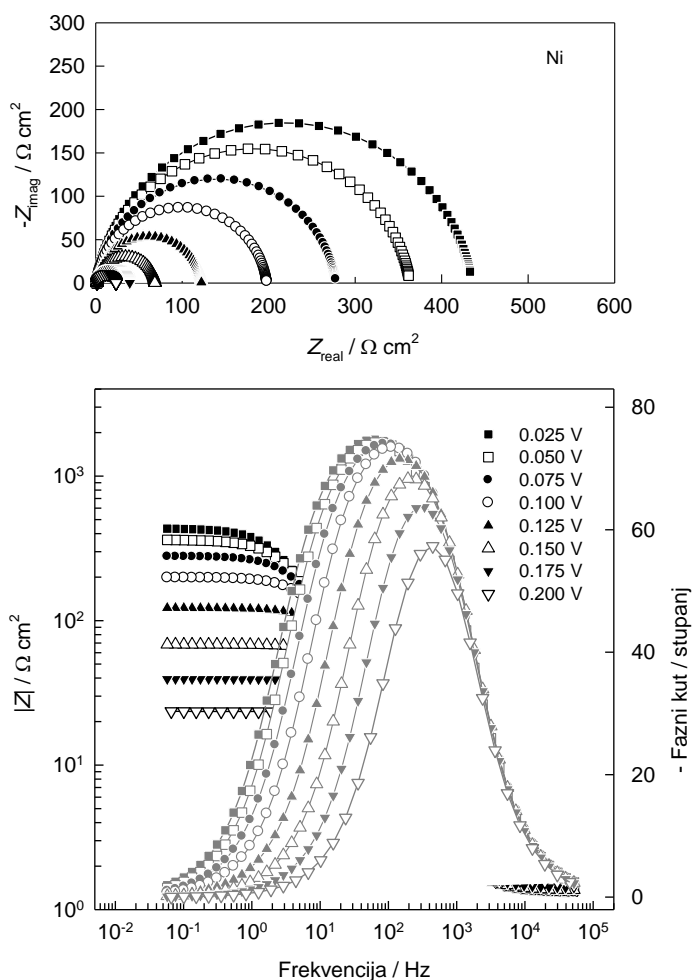 300
250
200
150
100
50
0
-Z_imag / Ω cm²
Ni
0 100 200 300 400 500 600
Z_real / Ω cm²
10³
10²
10¹
10⁰
|Z| / Ω cm²
80
60
40
20
0
- Fazni kut / stupanj
0.025 V
0.050 V
0.075 V
0.100 V
0.125 V
0.150 V
0.175 V
0.200 V
10⁻² 10⁻¹ 10⁰ 10¹ 10² 10³ 10⁴ 10⁵
Frekvencija / Hz